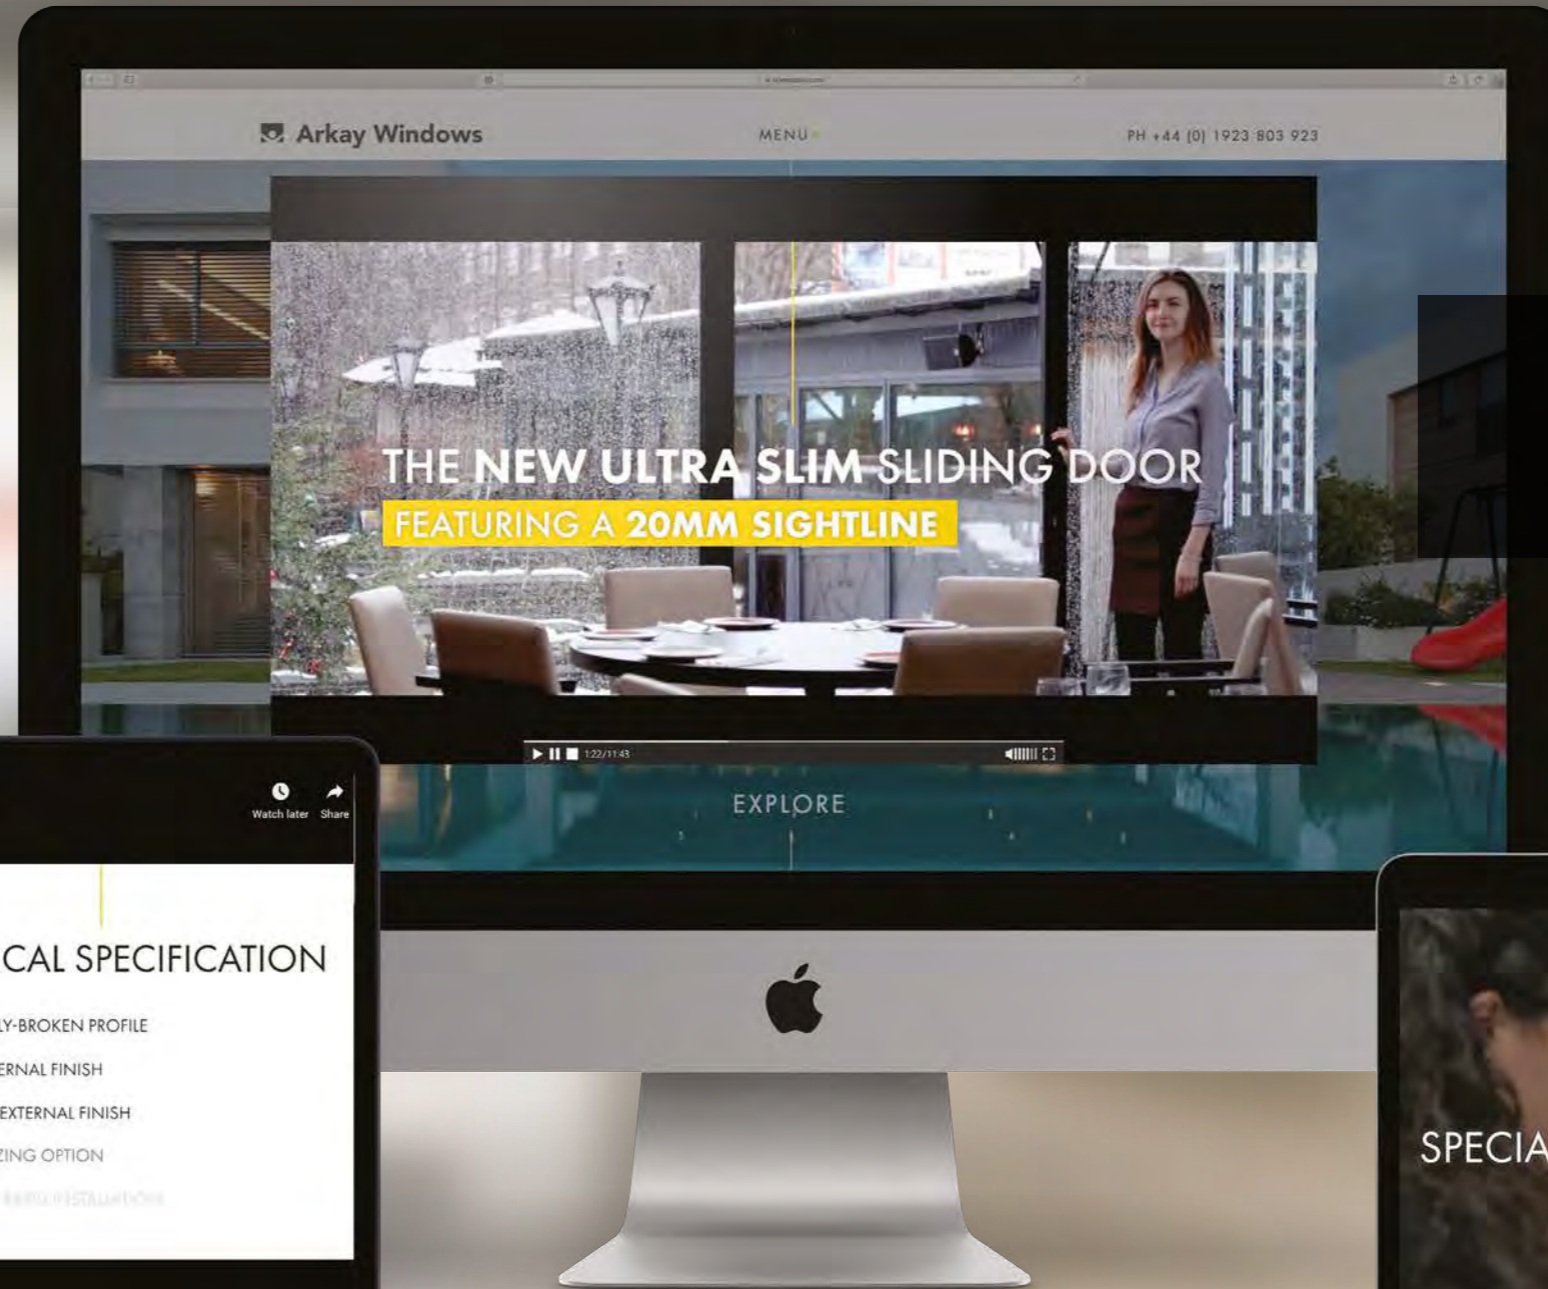 Arkay Windows
MENU
PH +44 (0) 1923 803 923
THE NEW ULTRA SLIM SLIDING DOOR
FEATURING A 20MM SIGHTLINE
1:22/11:43
EXPLORE
Watch later Share
CAL SPECIFICATION
LY-BROKEN PROFILE
ERNAL FINISH
EXTERNAL FINISH
ZING OPTION
SPECIA